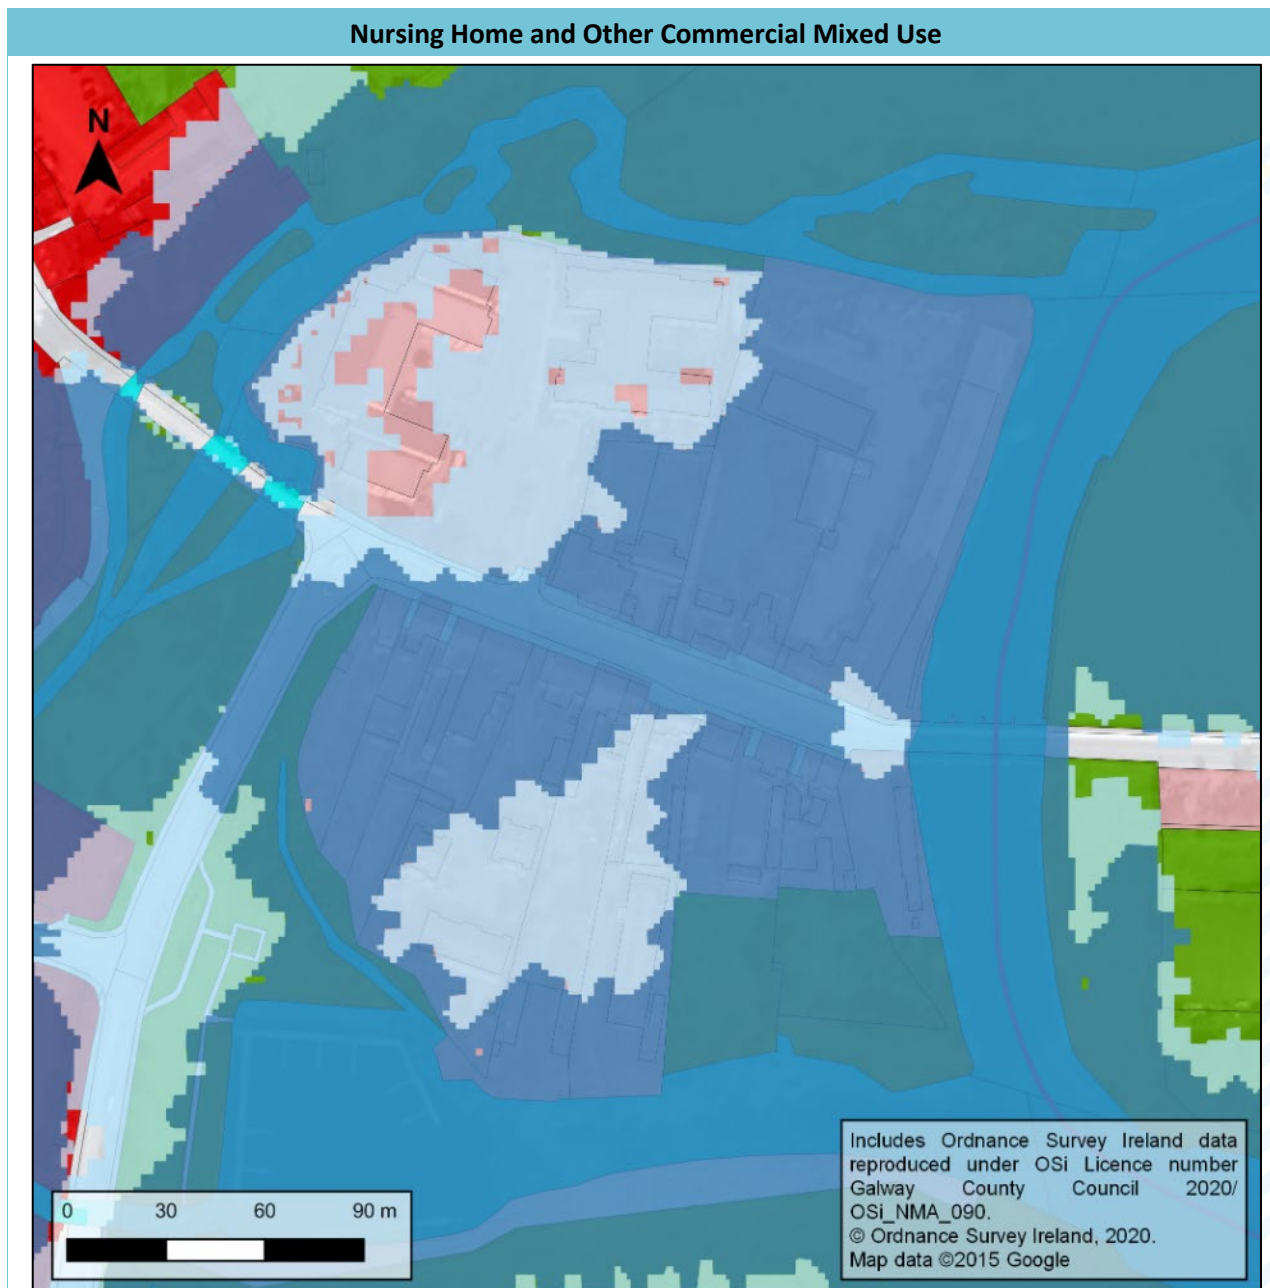 Nursing Home and Other Commercial Mixed Use
N
0 30 60 90 m
Includes Ordnance Survey Ireland data
reproduced under OSi Licence number
Galway County Council 2020/
OSi_NMA_090.
© Ordnance Survey Ireland, 2020.
Map data ©2015 Google